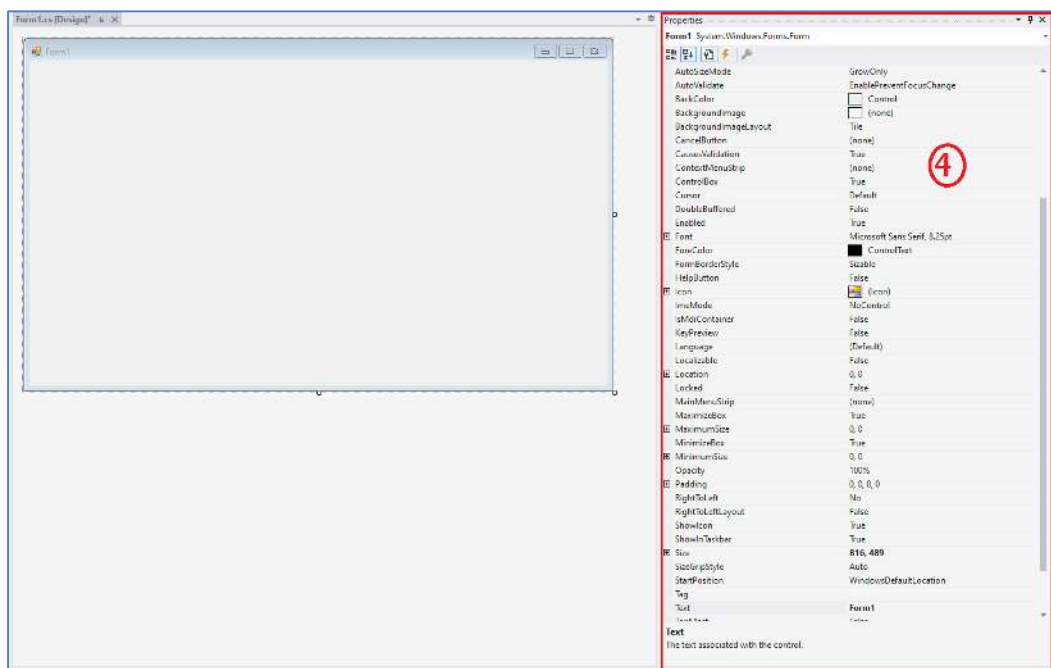 Form1.cs [Design]*
Form1
Properties
Form1 System.Windows.Forms.Form
AutoSizeMode GrowOnly
AutoValidate EnablePreventFocusChange
BackColor Control
BackgroundImage (none)
BackgroundImageLayout Tile
CancelButton (none)
CausesValidation True
ContextMenuStrip (none)
ControlBox True
Cursor Default
DoubleBuffered False
Enabled True
Font Microsoft Sans Serif, 8.25pt
ForeColor ControlText
FormBorderStyle Sizable
HelpButton False
Icon (Icon)
ImeMode NoControl
IsMdiContainer False
KeyPreview False
Language (Default)
Localizable False
Location 0, 0
Locked False
MainMenuStrip (none)
MaximizeBox True
MaximumSize 0, 0
MinimizeBox True
MinimumSize 0, 0
Opacity 100%
Padding 0, 0, 0, 0
RightToLeft No
RightToLeftLayout False
ShowIcon True
ShowInTaskbar True
Size 816, 489
SizeGripStyle Auto
StartPosition WindowsDefaultLocation
Tag
Text Form1
Text
The text associated with the control.
4